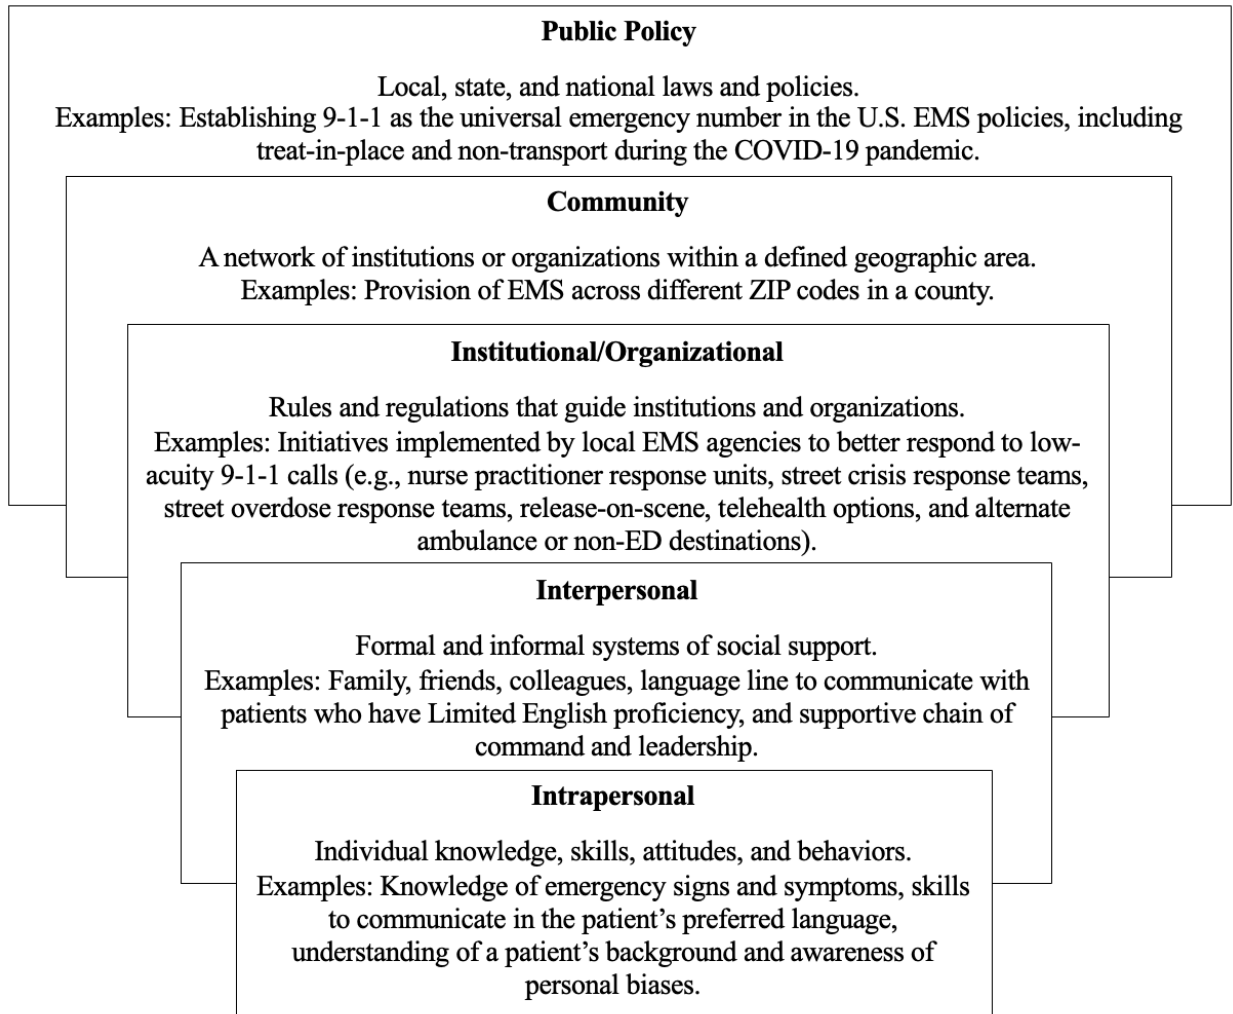 Public Policy
Local, state, and national laws and policies.
Examples: Establishing 9-1-1 as the universal emergency number in the U.S. EMS policies, including
treat-in-place and non-transport during the COVID-19 pandemic.
Community
A network of institutions or organizations within a defined geographic area.
Examples: Provision of EMS across different ZIP codes in a county.
Institutional/Organizational
Rules and regulations that guide institutions and organizations.
Examples: Initiatives implemented by local EMS agencies to better respond to low-
acuity 9-1-1 calls (e.g., nurse practitioner response units, street crisis response teams,
street overdose response teams, release-on-scene, telehealth options, and alternate
ambulance or non-ED destinations).
Interpersonal
Formal and informal systems of social support.
Examples: Family, friends, colleagues, language line to communicate with
patients who have Limited English proficiency, and supportive chain of
command and leadership.
Intrapersonal
Individual knowledge, skills, attitudes, and behaviors.
Examples: Knowledge of emergency signs and symptoms, skills
to communicate in the patient’s preferred language,
understanding of a patient’s background and awareness of
personal biases.